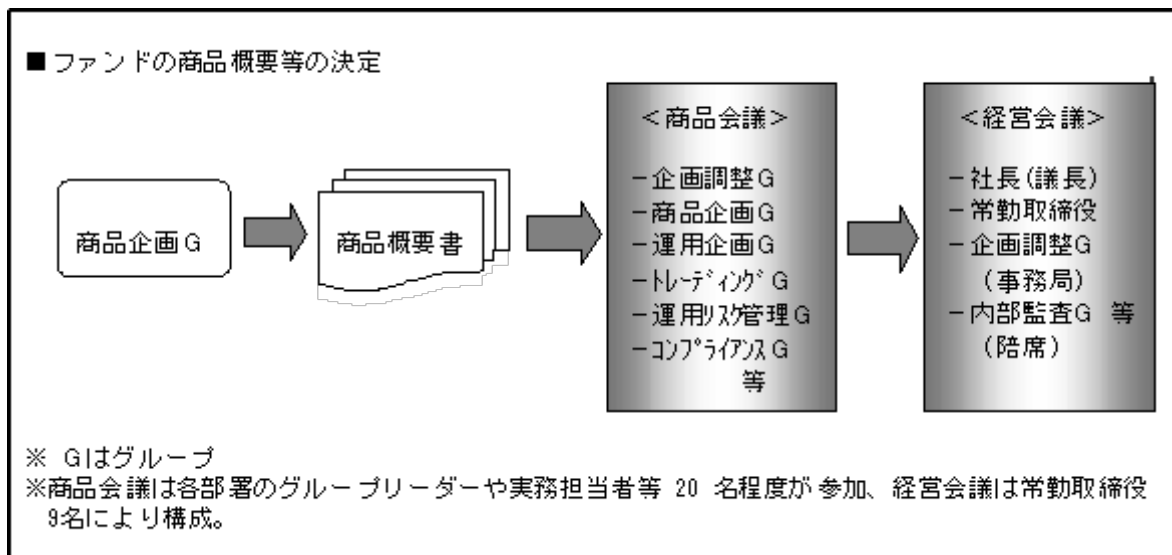 ■ファンドの商品概要等の決定
商品企画G
商品概要書
＜商品会議＞
－企画調整G
－商品企画G
－運用企画G
－ﾄﾚｰﾃﾞｨﾝｸﾞG
－運用ﾘｽｸ管理G
－ｺﾝﾌﾟﾗｲｱﾝｽG
等
＜経営会議＞
－社長(議長)
－常勤取締役
－企画調整G
（事務局）
－内部監査G 等
（陪席）
※ Gはグループ
※商品会議は各部署のグループリーダーや実務担当者等 20 名程度が参加、経営会議は常勤取締役
9名により構成。